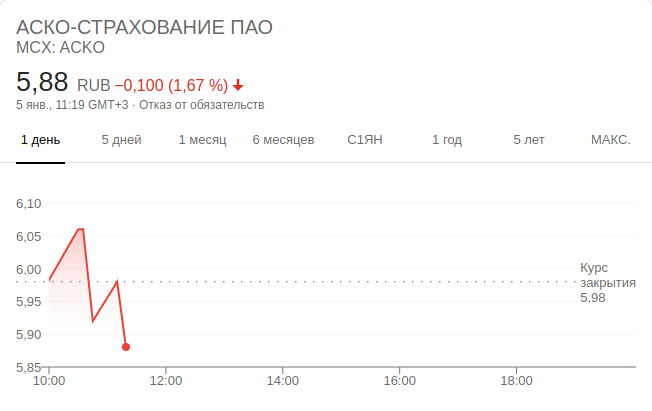 АСКО-СТРАХОВАНИЕ ПАО
MCX: ACKO
5,88 RUB −0,100 (1,67 %)
5 янв., 11:19 GMT+3 · Отказ от обязательств
1 день 5 дней 1 месяц 6 месяцев С1ЯН 1 год 5 лет МАКС.
6,10
6,05
6,00
5,95
5,90
5,85
Курс
закрытия
5,98
10:00 12:00 14:00 16:00 18:00